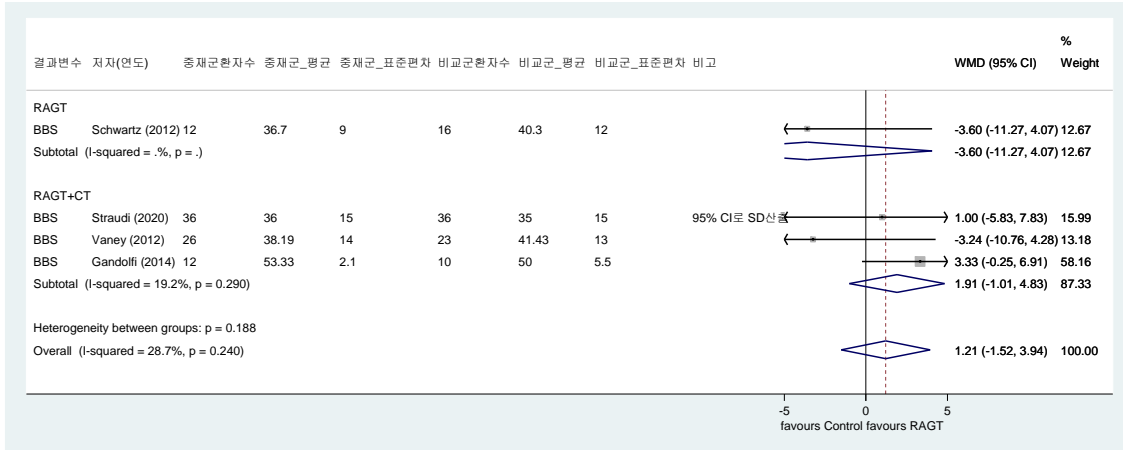 %
결과변수 저자(연도) 중재군환자수 중재군_평균 중재군_표준편차 비교군환자수 비교군_평균 비교군_표준편차 비고 WMD (95% CI) Weight
RAGT
BBS Schwartz (2012) 12 36.7 9 16 40.3 12 -3.60 (-11.27, 4.07) 12.67
Subtotal (I-squared = .%, p = .) -3.60 (-11.27, 4.07) 12.67
RAGT+CT
BBS Straudi (2020) 36 36 15 36 35 15 95% CI로 SD산출 1.00 (-5.83, 7.83) 15.99
BBS Vaney (2012) 26 38.19 14 23 41.43 13 -3.24 (-10.76, 4.28) 13.18
BBS Gandolfi (2014) 12 53.33 2.1 10 50 5.5 3.33 (-0.25, 6.91) 58.16
Subtotal (I-squared = 19.2%, p = 0.290) 1.91 (-1.01, 4.83) 87.33
Heterogeneity between groups: p = 0.188
Overall (I-squared = 28.7%, p = 0.240) 1.21 (-1.52, 3.94) 100.00
-5 0 5
favours Control favours RAGT